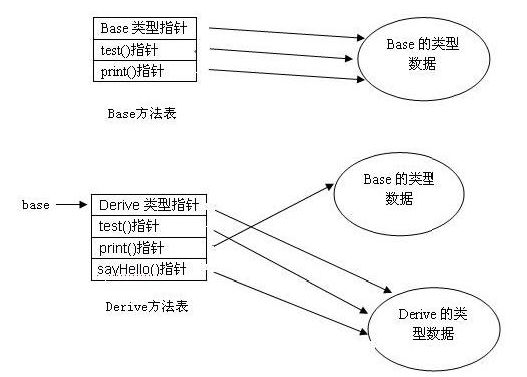 Base 类型指针
test()指针
print()指针
Base方法表
Base 的类型
数据
base
Derive 类型指针
test()指针
print()指针
sayHello()指针
Derive方法表
Base 的类型
数据
Derive 的类
型数据